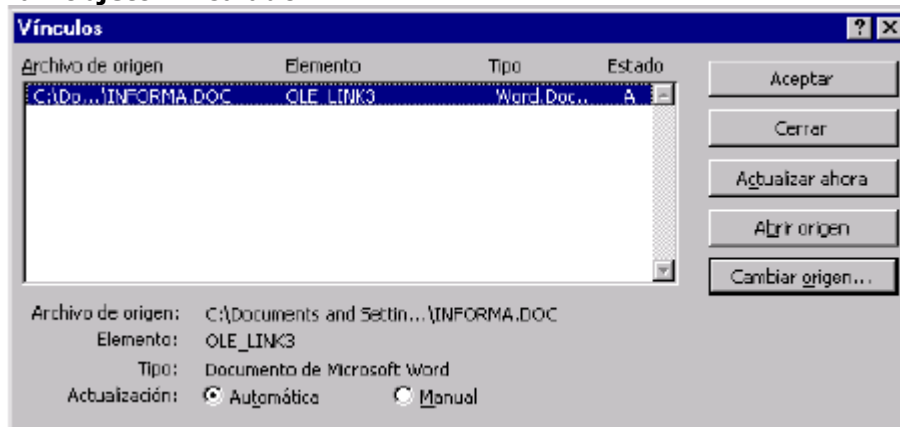 Vínculos
Archivo de origen Elemento Tipo Estado
C:\Do...\INFORMA.DOC OLE_LINK3 Word.Doc.. A
Aceptar
Cerrar
Actualizar ahora
Abrir origen
Cambiar origen...
Archivo de origen: C:\Documents and Settin...\INFORMA.DOC
Elemento: OLE_LINK3
Tipo: Documento de Microsoft Word
Actualización: Automática Manual